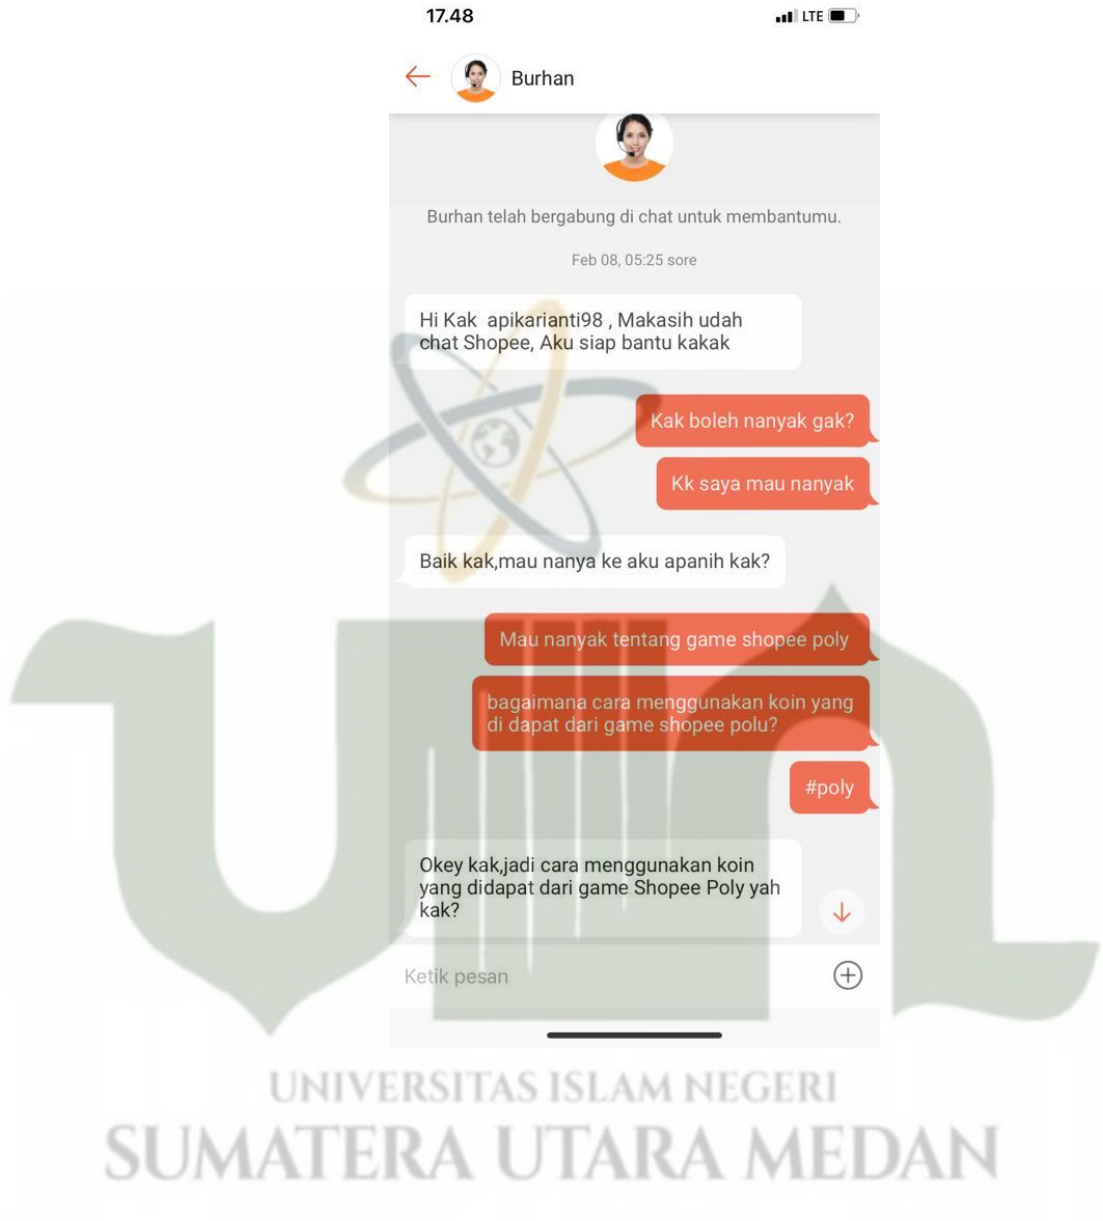 17.48
LTE
Burhan
Burhan telah bergabung di chat untuk membantumu.
Feb 08, 05:25 sore
Hi Kak apikarianti98 , Makasih udah
chat Shopee, Aku siap bantu kakak
Kak boleh nanyak gak?
Kk saya mau nanyak
Baik kak,mau nanya ke aku apanih kak?
Mau nanyak tentang game shopee poly
bagaimana cara menggunakan koin yang
di dapat dari game shopee polu?
#poly
Okey kak,jadi cara menggunakan koin
yang didapat dari game Shopee Poly yah
kak?
Ketik pesan
uin
UNIVERSITAS ISLAM NEGERI
SUMATERA UTARA MEDAN